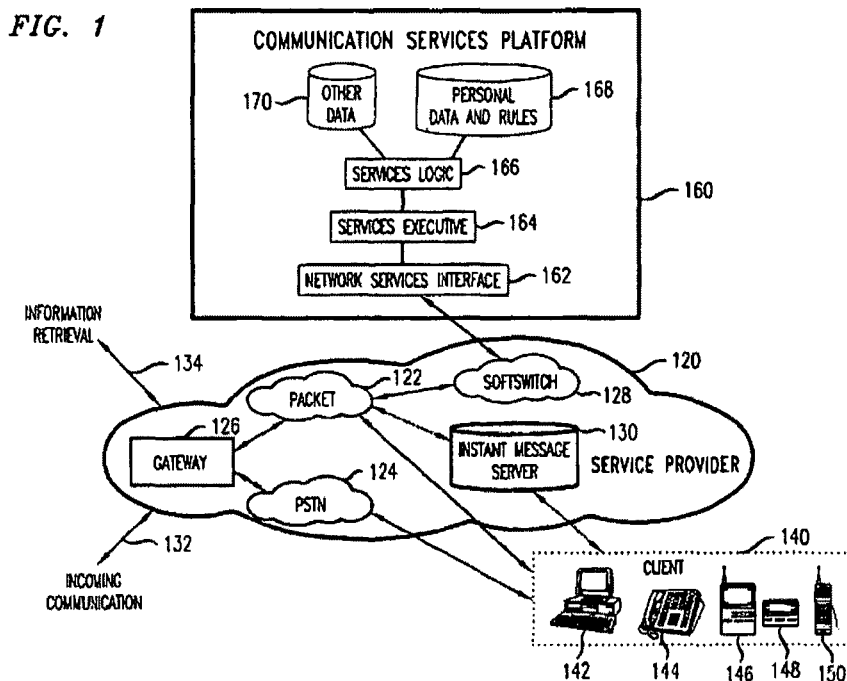 FIG. 1
COMMUNICATION SERVICES PLATFORM
170
OTHER
DATA
PERSONAL
DATA AND RULES
168
SERVICES LOGIC
166
SERVICES EXECUTIVE
164
160
NETWORK SERVICES INTERFACE
162
INFORMATION
RETRIEVAL
134
120
122
PACKET
SOFTSWITCH
128
126
GATEWAY
130
INSTANT MESSAGE
SERVER
SERVICE PROVIDER
124
PSTN
132
INCOMING
COMMUNICATION
140
CLIENT
142
144
146
148
150